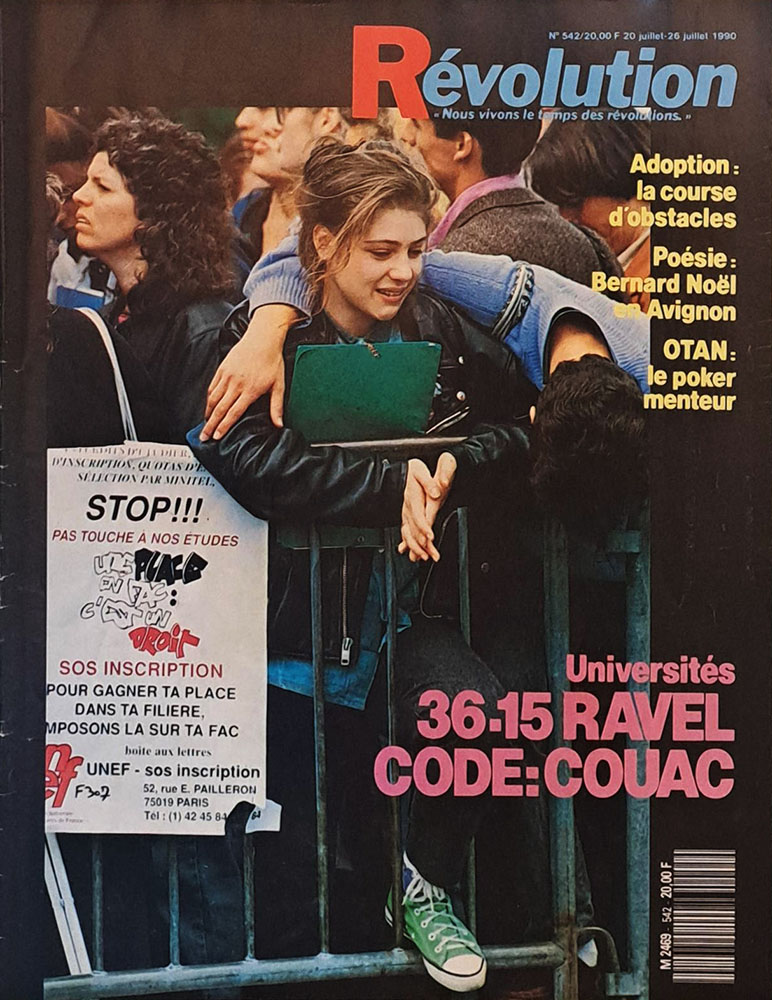 N° 542/20,00 F 20 juillet-26 juillet 1990
Révolution
« Nous vivons le temps des révolutions. »
Adoption :
la course
d'obstacles
Poésie :
Bernard Noël
en Avignon
OTAN :
le poker
menteur
D'INSCRIPTION, QUOTAS D'E
SÉLECTION PAR MINITEL,
STOP!!!
PAS TOUCHE A NOS ÉTUDES
UNE PLACE
EN FAC :
C'EST UN
DROIT
SOS INSCRIPTION
POUR GAGNER TA PLACE
DANS TA FILIERE,
MPOSONS LA SUR TA FAC
boite aux lettres
UNEF - sos inscription
F307
52, rue E. PAILLERON
75019 PARIS
Tél : (1) 42 45 84 64
Universités
36.15 RAVEL
CODE: COUAC
M 2469 - 542 - 20,00 F